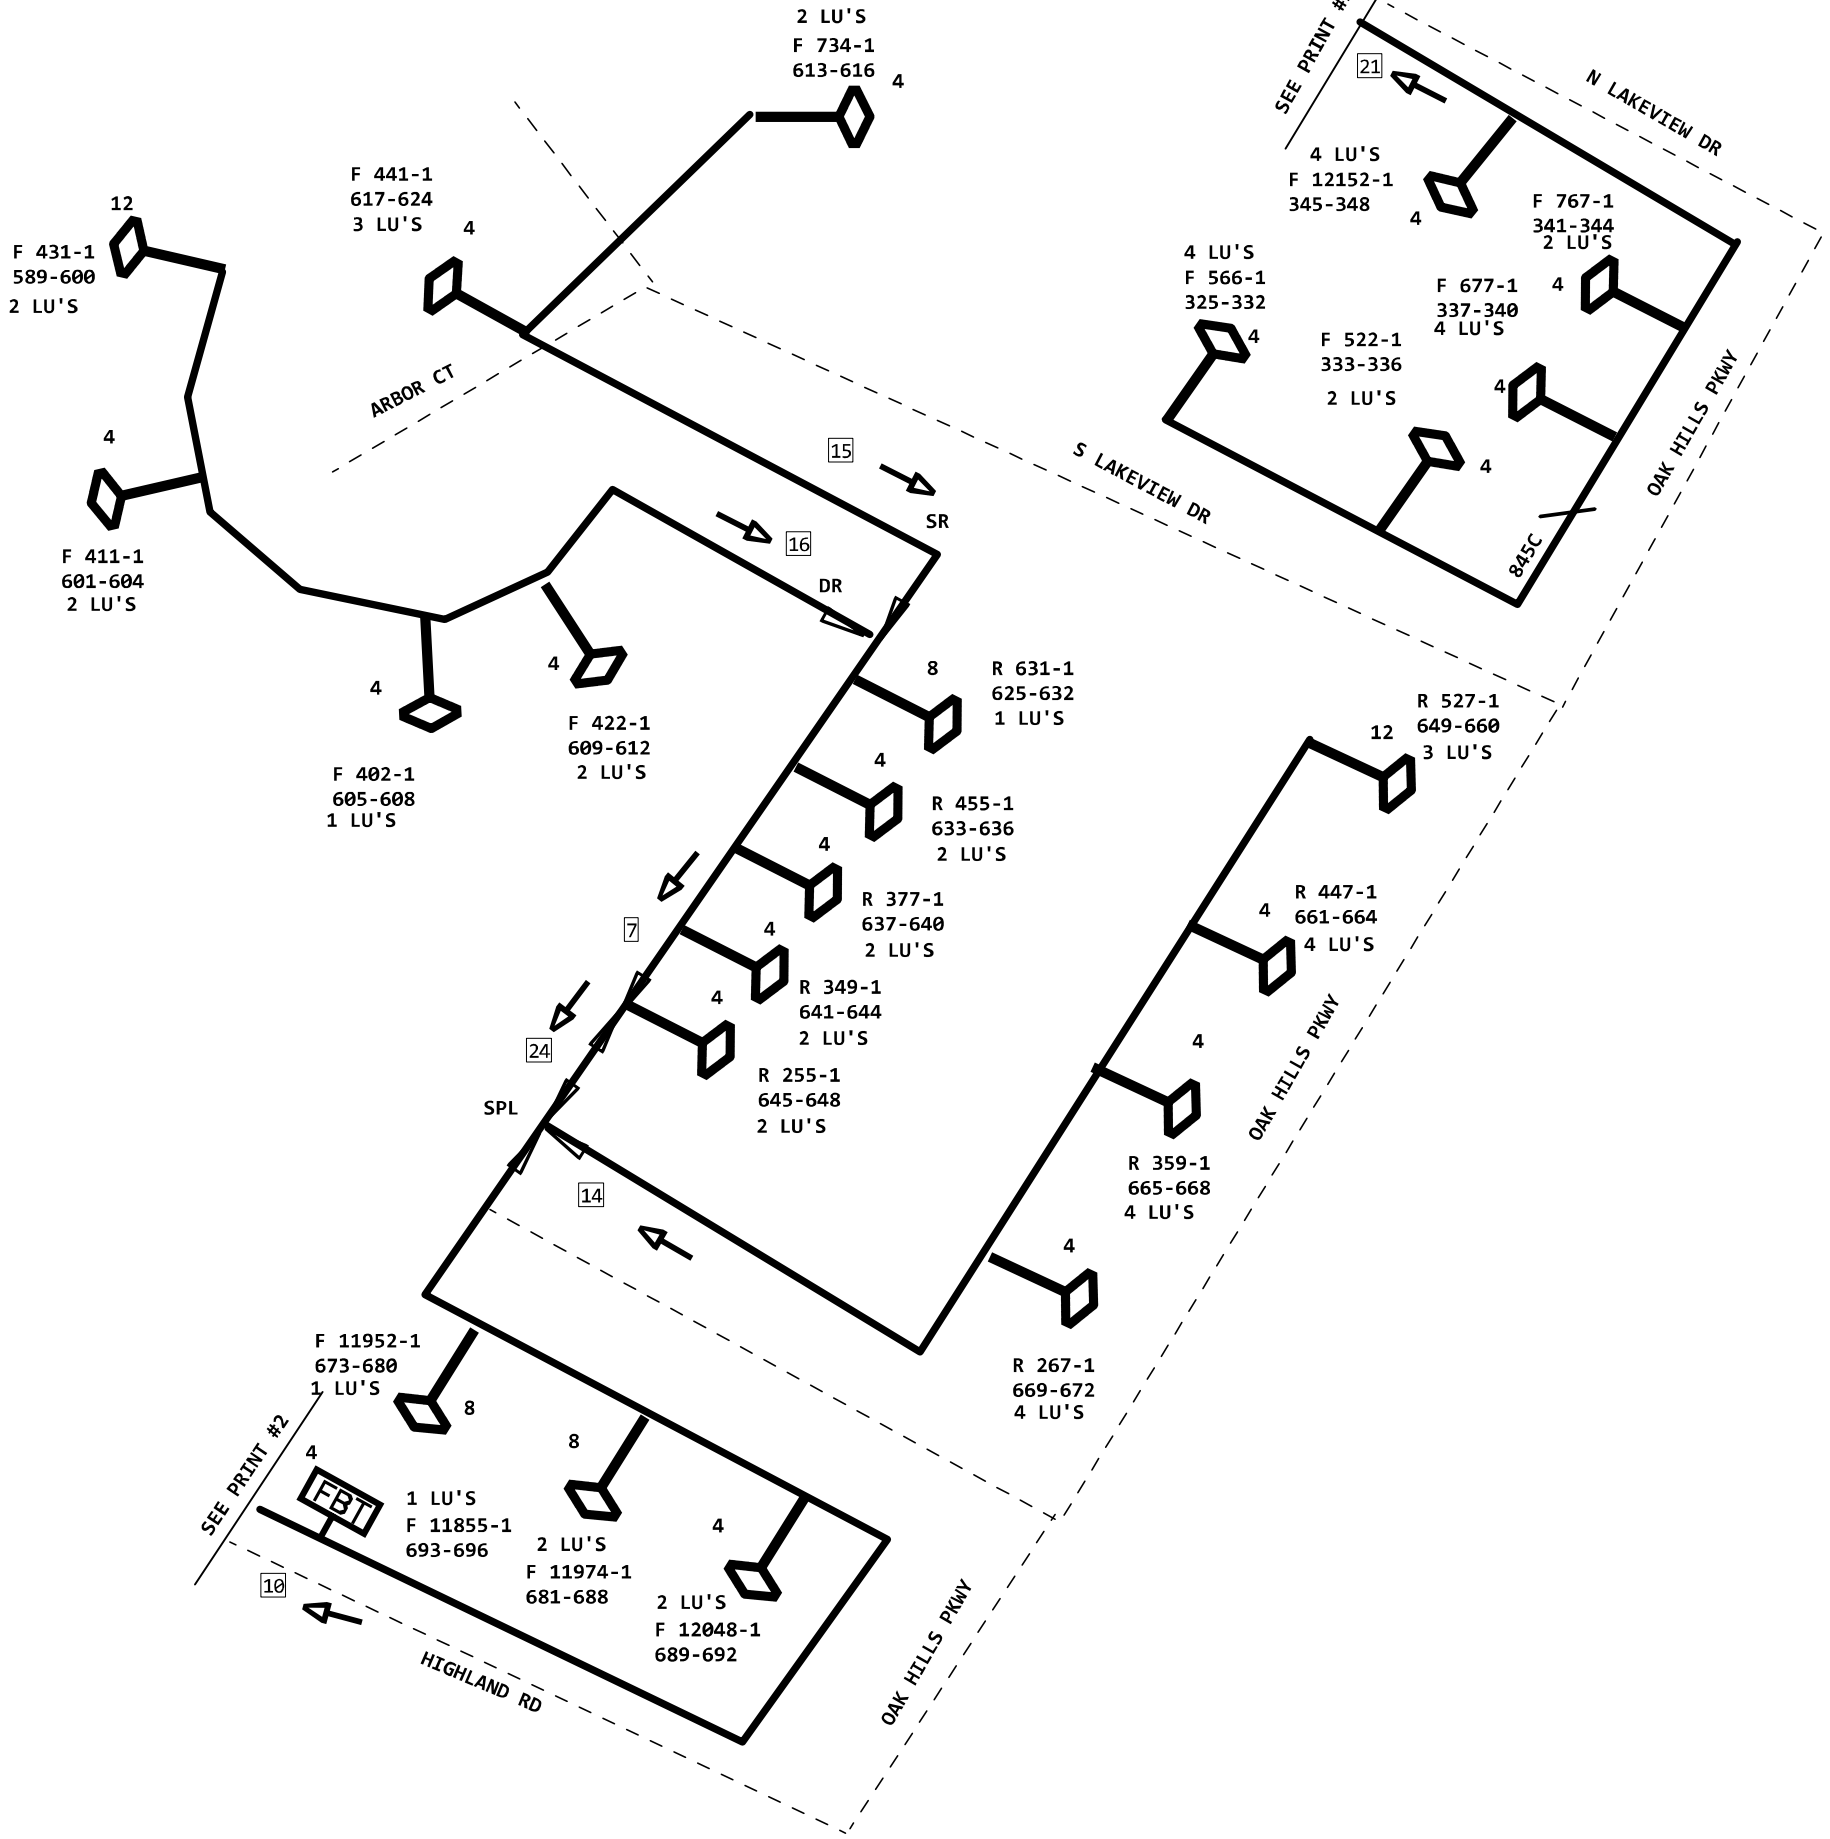 2 LU'S
F 734-1
613-616
4
SEE PRINT #
21
N LAKEVIEW DR
4 LU'S
F 12152-1
345-348
4
F 767-1
341-344
2 LU'S
4
F 441-1
617-624
3 LU'S
4
12
F 431-1
589-600
2 LU'S
4 LU'S
F 566-1
325-332
4
F 677-1
337-340
4 LU'S
4
F 522-1
333-336
2 LU'S
4
OAK HILLS PKWY
845C
ARBOR CT
4
F 411-1
601-604
2 LU'S
15
SR
16
DR
S LAKEVIEW DR
4
F 402-1
605-608
1 LU'S
4
F 422-1
609-612
2 LU'S
8
R 631-1
625-632
1 LU'S
4
R 455-1
633-636
2 LU'S
4
R 377-1
637-640
2 LU'S
7
4
R 349-1
641-644
2 LU'S
4
R 255-1
645-648
2 LU'S
24
SPL
14
12
R 527-1
649-660
3 LU'S
4
R 447-1
661-664
4 LU'S
4
R 359-1
665-668
4 LU'S
OAK HILLS PKWY
4
R 267-1
669-672
4 LU'S
F 11952-1
673-680
1 LU'S
8
SEE PRINT #2
4
FBT
1 LU'S
F 11855-1
693-696
8
2 LU'S
F 11974-1
681-688
4
2 LU'S
F 12048-1
689-692
10
HIGHLAND RD
OAK HILLS PKWY